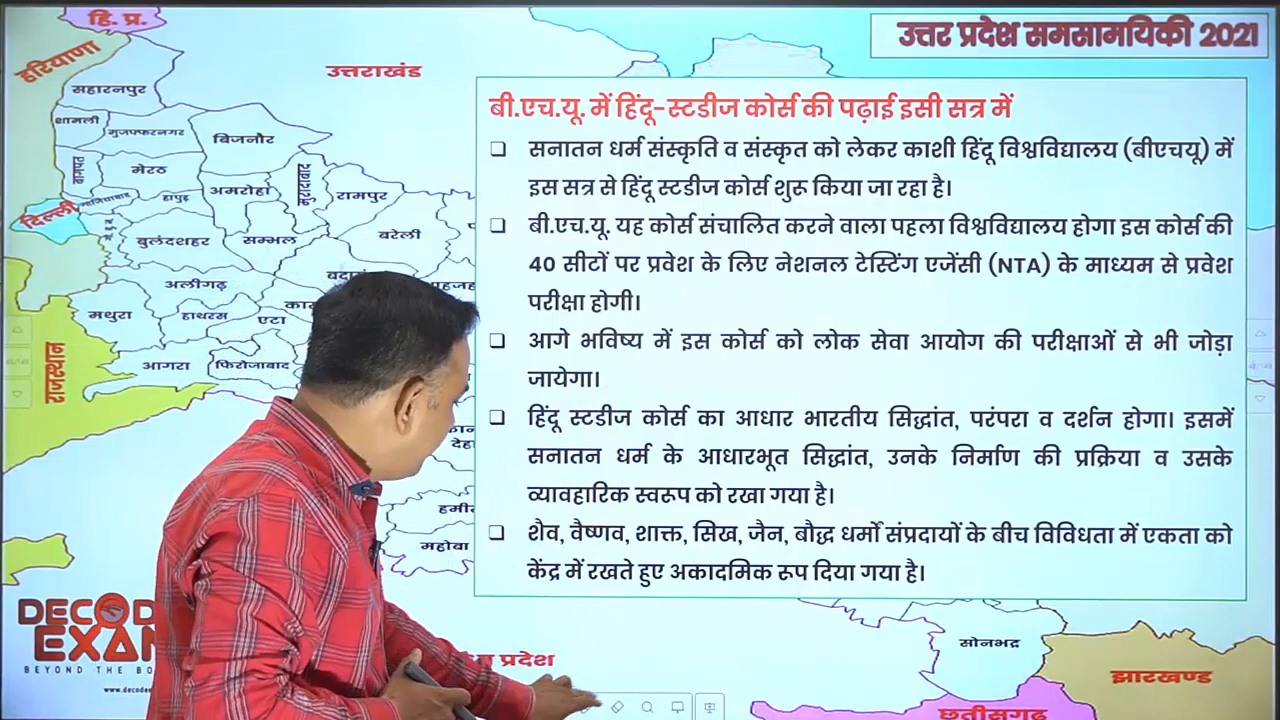 हि. प्र.
उत्तर प्रदेश समसामयिकी 2021
हरियाणा
उत्तराखंड
सहारनपुर
शामली
मुजफ्फरनगर
बिजनौर
बागपत
मेरठ
हापुड़
अमरोहा
मुरादाबाद
रामपुर
दिल्ली
गाजियाबाद
बुलंदशहर
सम्भल
बरेली
अलीगढ़
मथुरा
हाथरस
एटा
राजस्थान
आगरा
फिरोजाबाद
बी.एच.यू. में हिंदू-स्टडीज कोर्स की पढ़ाई इसी सत्र में
❑ सनातन धर्म संस्कृति व संस्कृत को लेकर काशी हिंदू विश्वविद्यालय (बीएचयू) में
इस सत्र से हिंदू स्टडीज कोर्स शुरू किया जा रहा है।
❑ बी.एच.यू. यह कोर्स संचालित करने वाला पहला विश्वविद्यालय होगा इस कोर्स की
40 सीटों पर प्रवेश के लिए नेशनल टेस्टिंग एजेंसी (NTA) के माध्यम से प्रवेश
परीक्षा होगी।
❑ आगे भविष्य में इस कोर्स को लोक सेवा आयोग की परीक्षाओं से भी जोड़ा
जायेगा।
❑ हिंदू स्टडीज कोर्स का आधार भारतीय सिद्धांत, परंपरा व दर्शन होगा। इसमें
सनातन धर्म के आधारभूत सिद्धांत, उनके निर्माण की प्रक्रिया व उसके
व्यावहारिक स्वरूप को रखा गया है।
❑ शैव, वैष्णव, शाक्त, सिख, जैन, बौद्ध धर्मों संप्रदायों के बीच विविधता में एकता को
केंद्र में रखते हुए अकादमिक रूप दिया गया है।
महोबा
सोनभद्र
प्रदेश
झारखण्ड
छत्तीसगढ़
DECODE
EXAM
BEYOND THE BO
www.decode